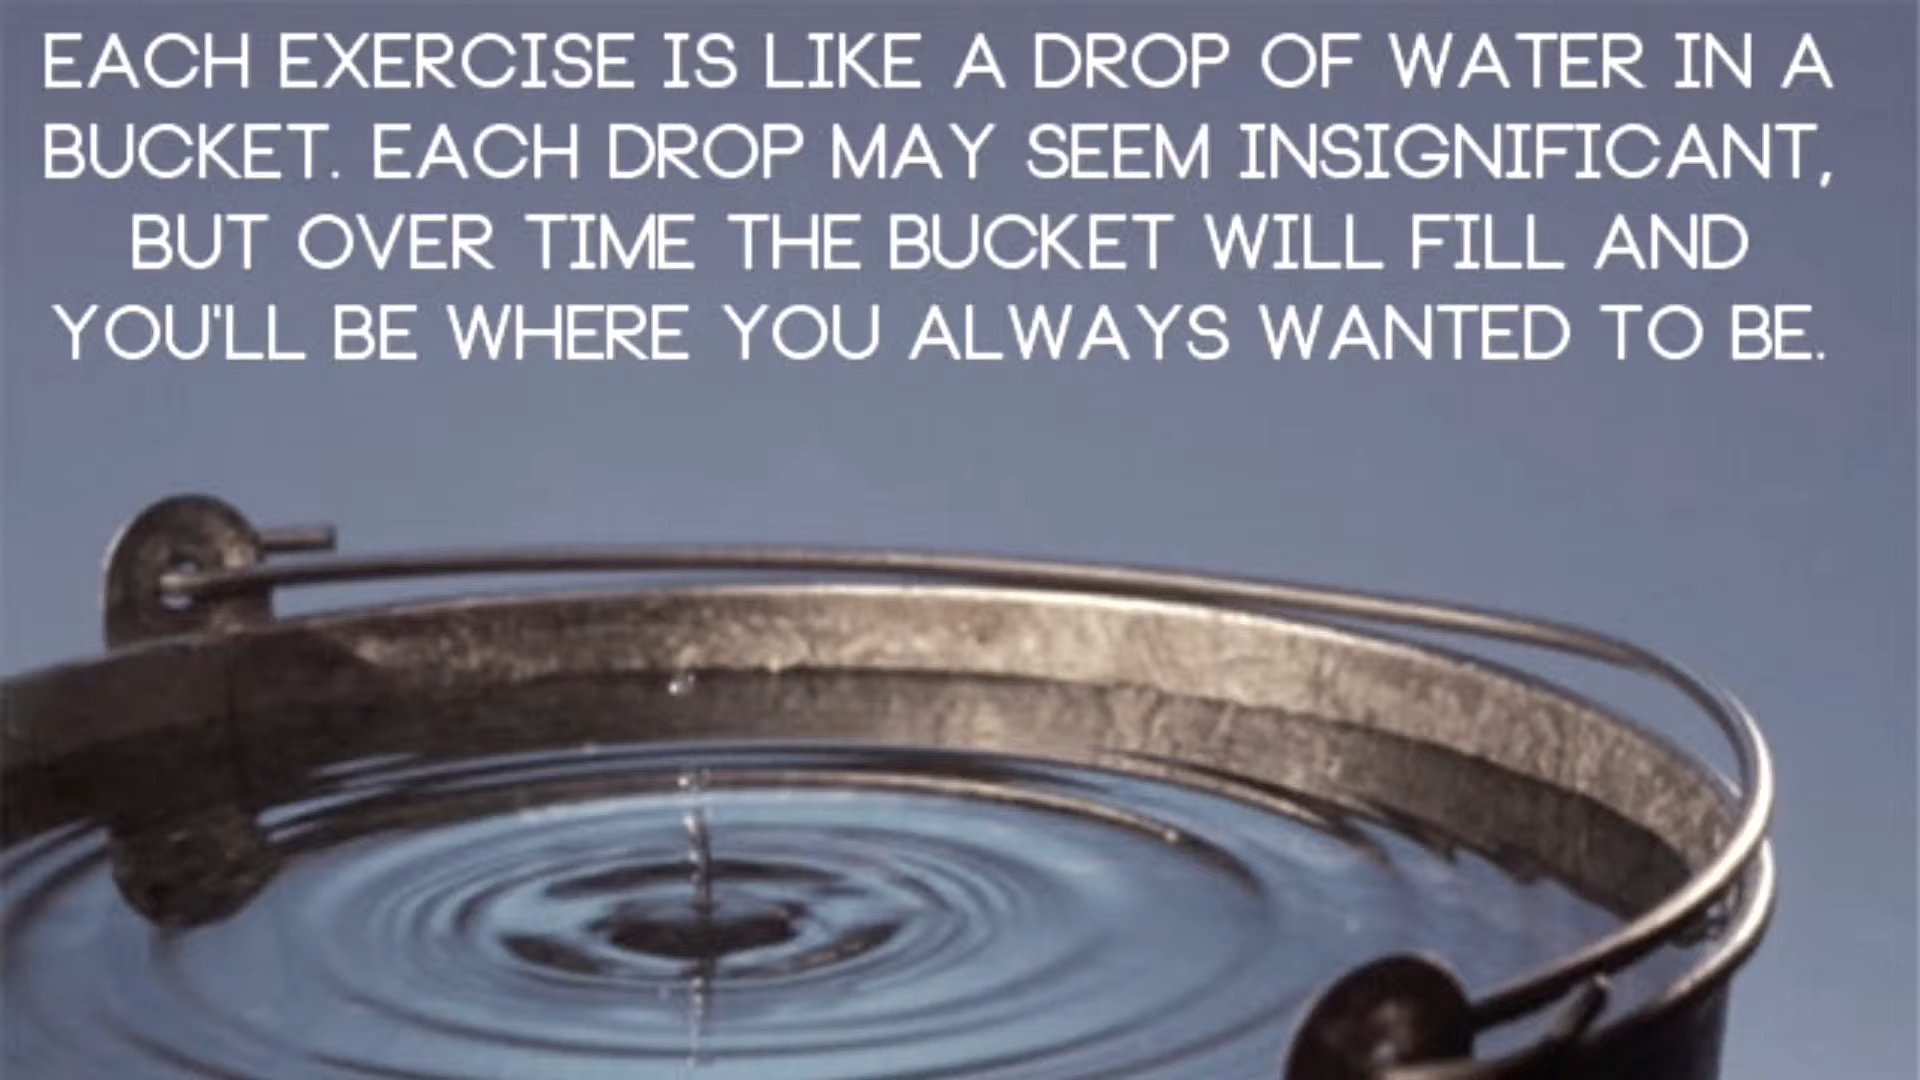 EACH EXERCISE IS LIKE A DROP OF WATER IN A
BUCKET. EACH DROP MAY SEEM INSIGNIFICANT,
BUT OVER TIME THE BUCKET WILL FILL AND
YOU'LL BE WHERE YOU ALWAYS WANTED TO BE.